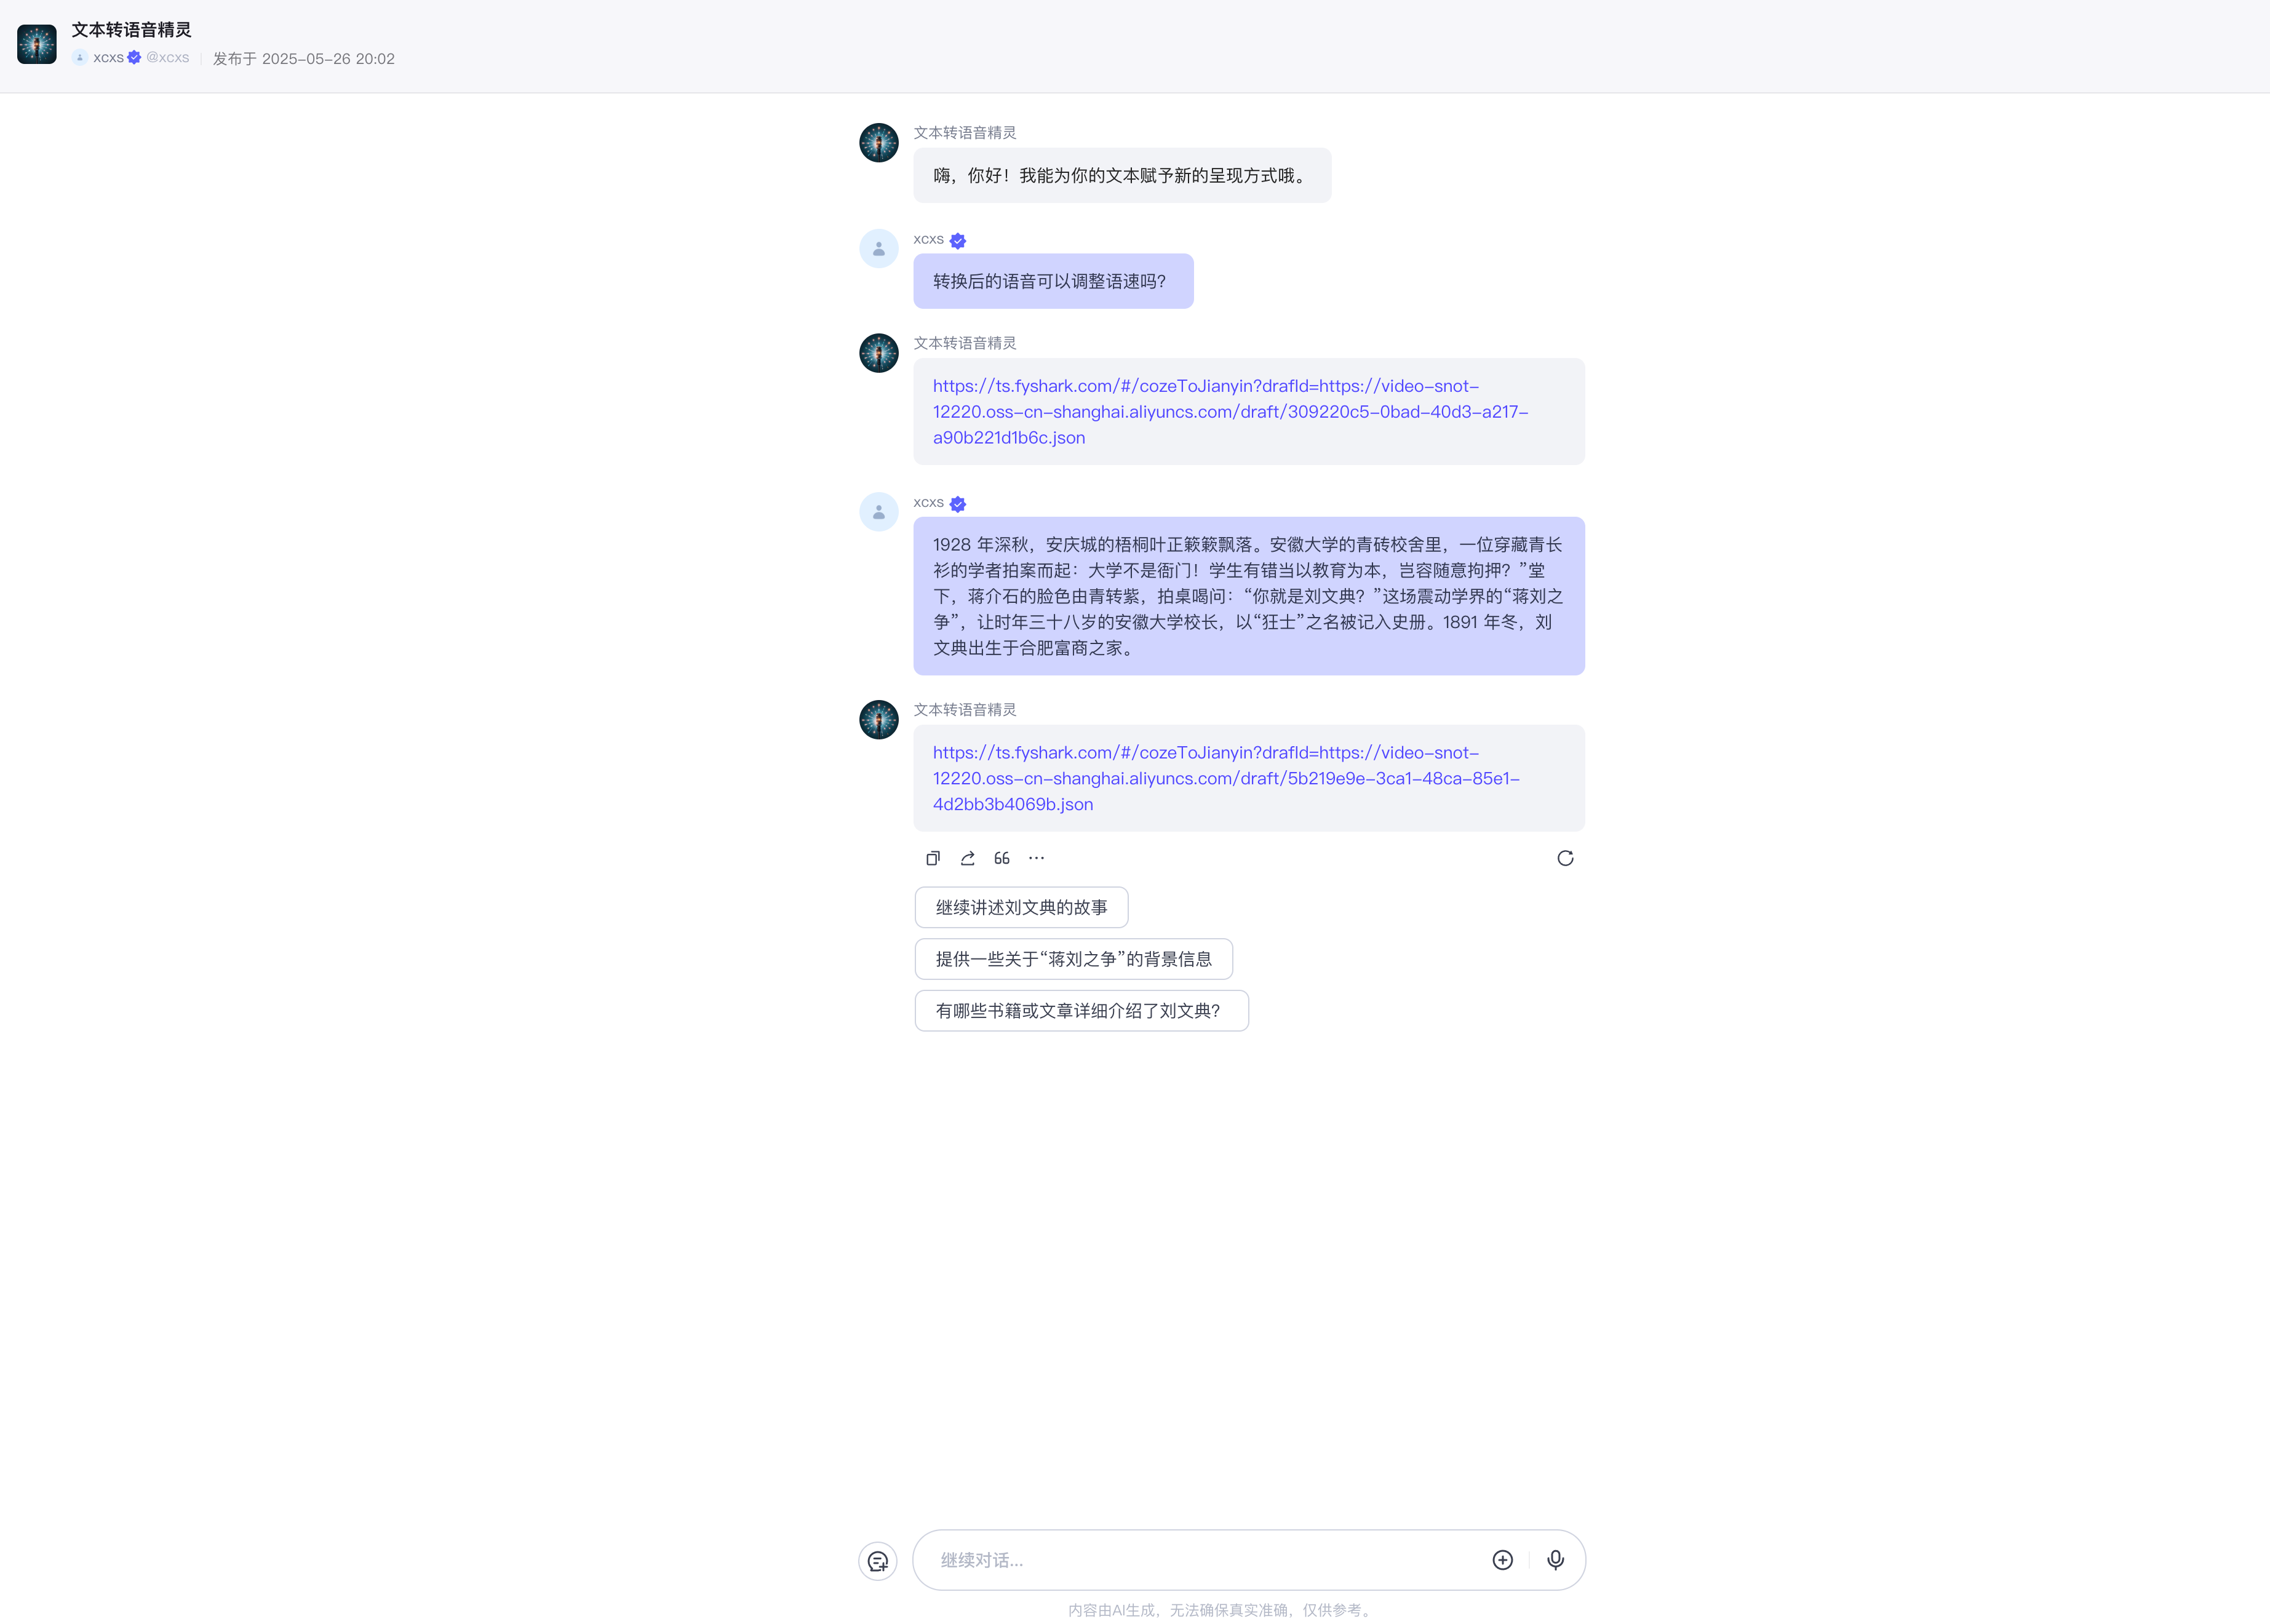 文本转语音精灵
xcxs @xcxs 发布于 2025-05-26 20:02
文本转语音精灵
嗨，你好！我能为你的文本赋予新的呈现方式哦。
xcxs
转换后的语音可以调整语速吗？
文本转语音精灵
https://ts.fyshark.com/#/cozeToJianyin?drafId=https://video-snot-
12220.oss-cn-shanghai.aliyuncs.com/draft/309220c5-0bad-40d3-a217-
a90b221d1b6c.json
xcxs
1928 年深秋，安庆城的梧桐叶正簌簌飘落。安徽大学的青砖校舍里，一位穿藏青长
衫的学者拍案而起：大学不是衙门！学生有错当以教育为本，岂容随意拘押？”堂
下，蒋介石的脸色由青转紫，拍桌喝问：“你就是刘文典？”这场震动学界的“蒋刘之
争”，让时年三十八岁的安徽大学校长，以“狂士”之名被记入史册。1891 年冬，刘
文典出生于合肥富商之家。
文本转语音精灵
https://ts.fyshark.com/#/cozeToJianyin?drafId=https://video-snot-
12220.oss-cn-shanghai.aliyuncs.com/draft/5b219e9e-3ca1-48ca-85e1-
4d2bb3b4069b.json
继续讲述刘文典的故事
提供一些关于“蒋刘之争”的背景信息
有哪些书籍或文章详细介绍了刘文典？
继续对话...
内容由AI生成，无法确保真实准确，仅供参考。